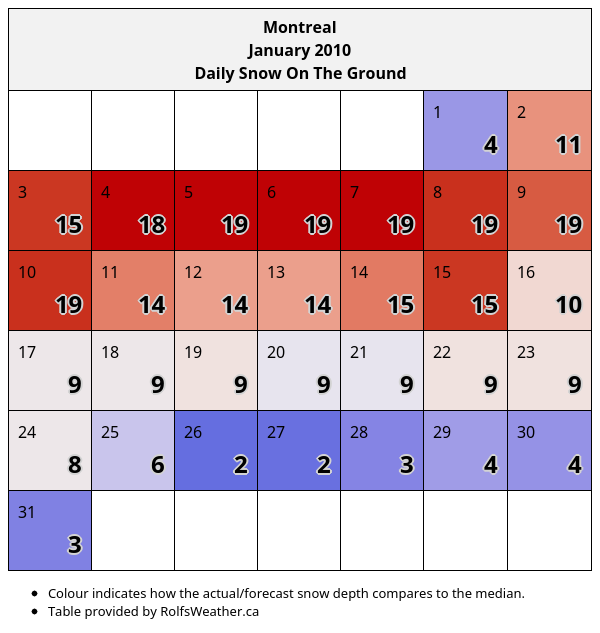 Montreal
January 2010
Daily Snow On The Ground
1 2
4 11
3 4 5 6 7 8 9
15 18 19 19 19 19 19
10 11 12 13 14 15 16
19 14 14 14 15 15 10
17 18 19 20 21 22 23
9 9 9 9 9 9 9
24 25 26 27 28 29 30
8 6 2 2 3 4 4
31
3
• Colour indicates how the actual/forecast snow depth compares to the median.
• Table provided by RolfsWeather.ca